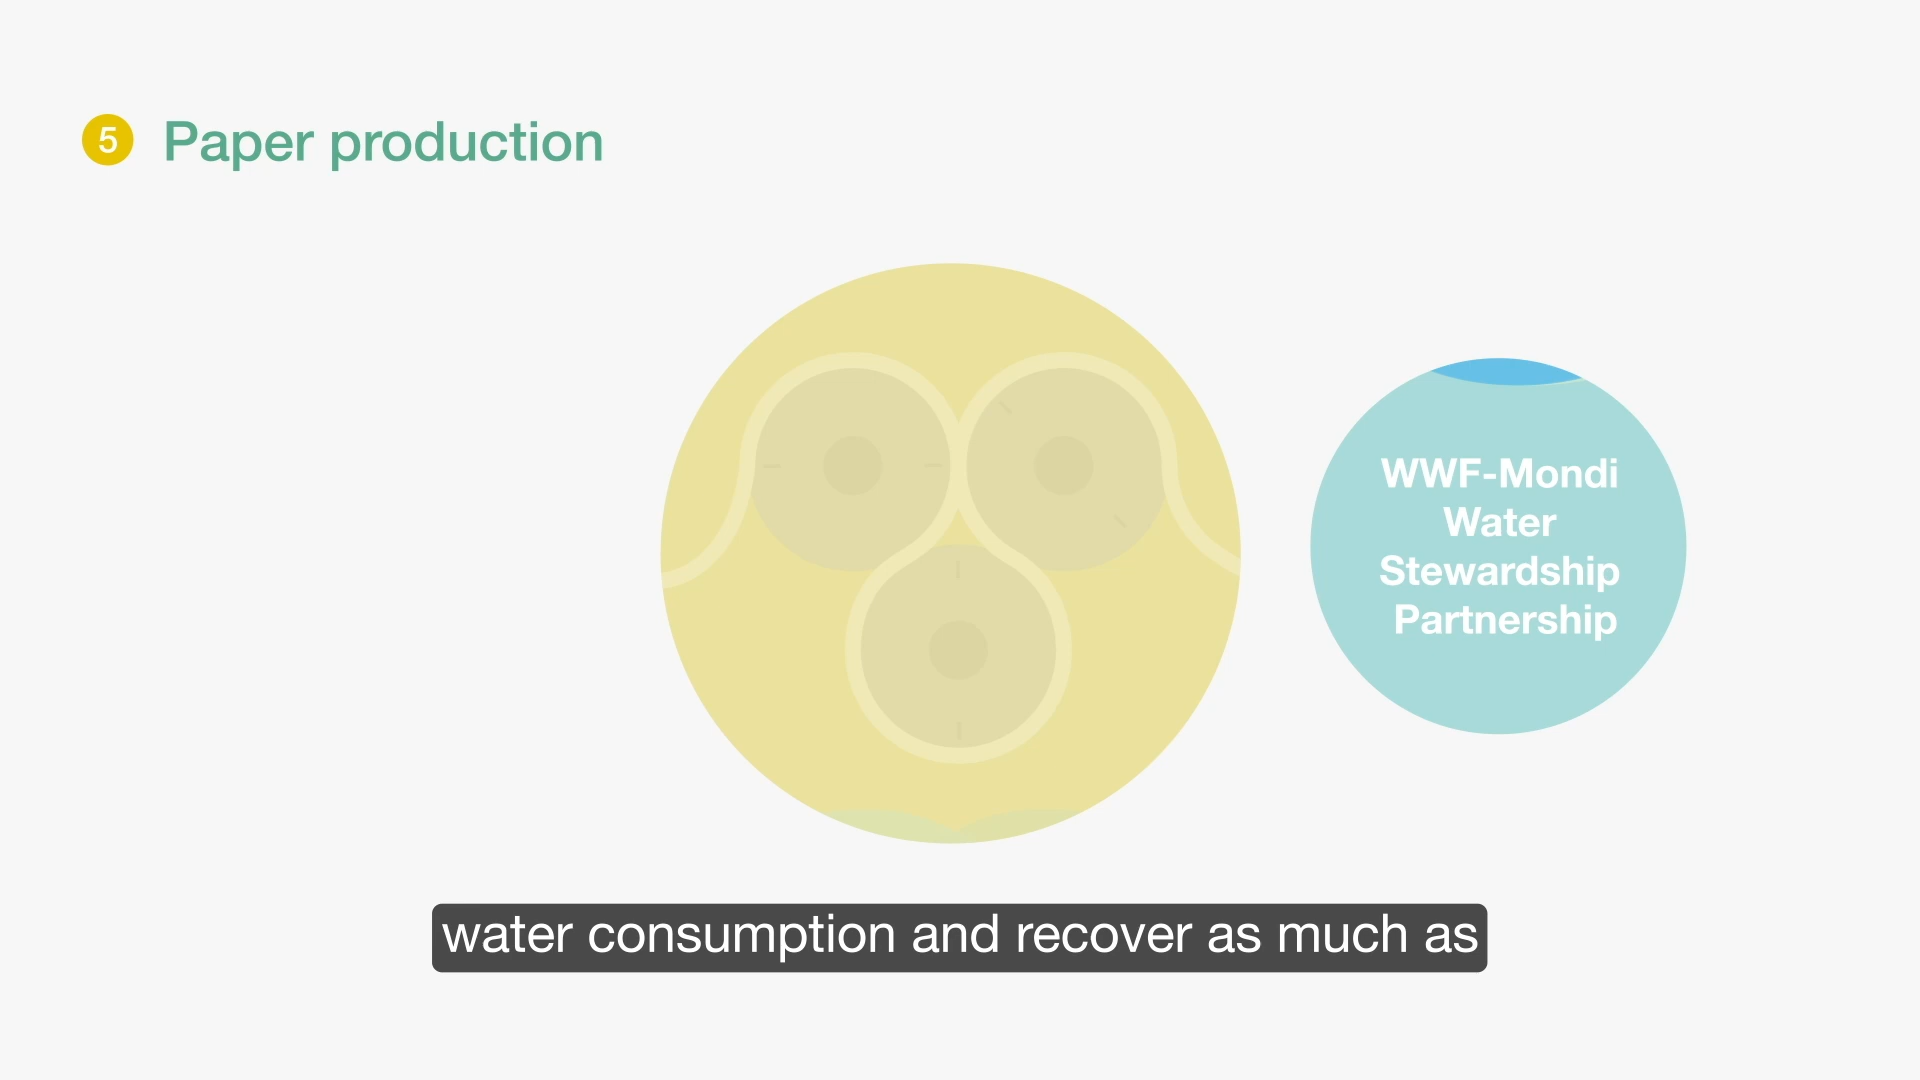 5 Paper production
WWF-Mondi
Water
Stewardship
Partnership
water consumption and recover as much as